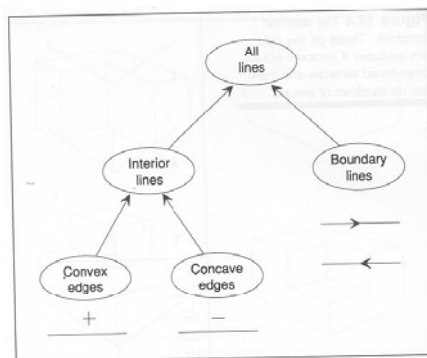 All
lines
Interior
lines
Boundary
lines
Convex
edges
Concave
edges
+
−